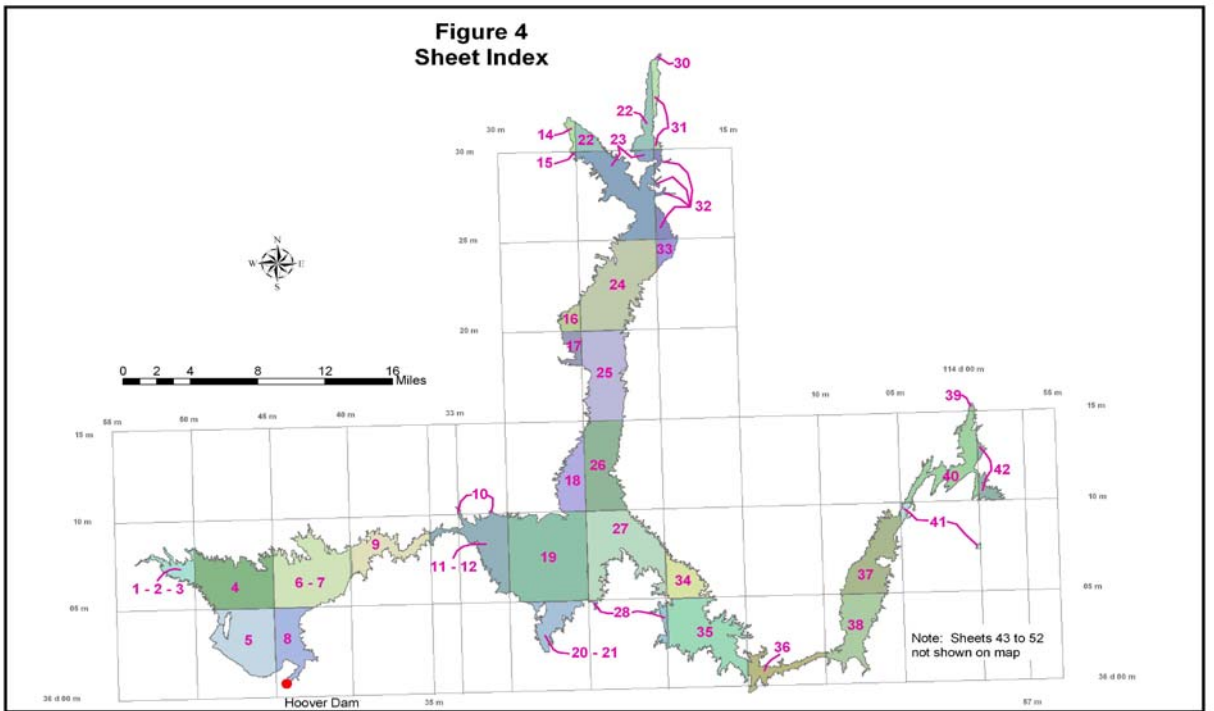 Figure 4
Sheet Index
30
22
31
14
22
23
30 m
15 m
30 m
15
32
N
W E
S
25 m
33
24
16
20 m
17
0 2 4 8 12 16
Miles
25
114 d 00 m
39
55 m
50 m
45 m
40 m
33 m
10 m
05 m
55 m
15 m
15 m
42
26
18
40
10
10 m
10 m
41
27
19
9
11 - 12
1 - 2 - 3
4
6 - 7
34
37
05 m
05 m
28
5
8
35
38
20 - 21
36
Note: Sheets 43 to 52
not shown on map
36 d 00 m
36 d 00 m
Hoover Dam
35 m
57 m